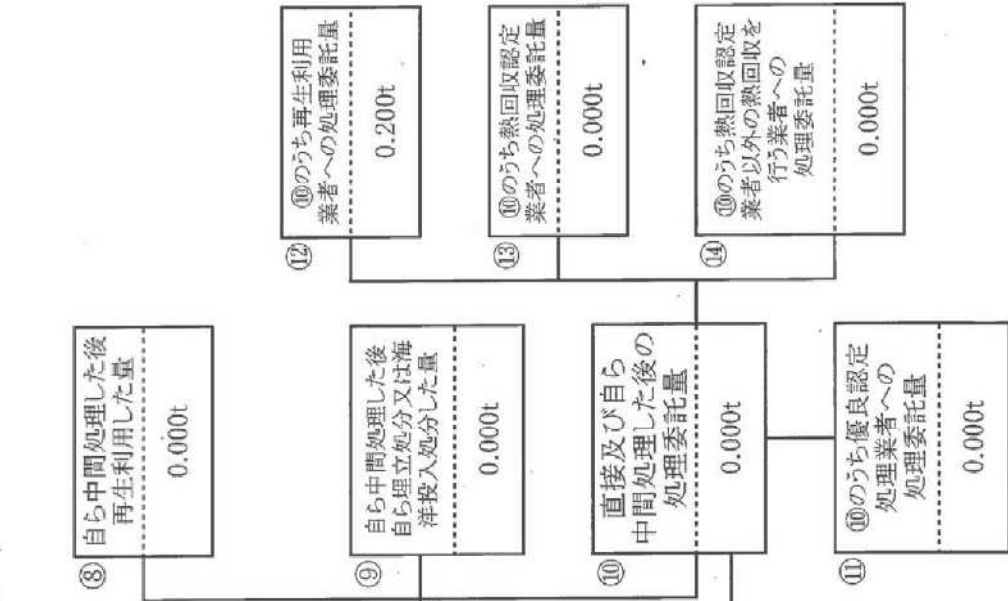 ⑧
自ら中間処理した後
再生利用した量
0.000t
⑨
自ら中間処理した後
自ら埋立処分又は海
洋投入処分した量
0.000t
⑩
直接及び自ら
中間処理した後の
処理委託量
0.000t
⑪
⑩のうち優良認定
処理業者への
処理委託量
0.000t
⑫
⑩のうち再生利用
業者への処理委託量
0.200t
⑬
⑩のうち熱回収認定
業者への処理委託量
0.000t
⑭
⑩のうち熱回収認定
業者以外の熱回収を
行う業者への
処理委託量
0.000t